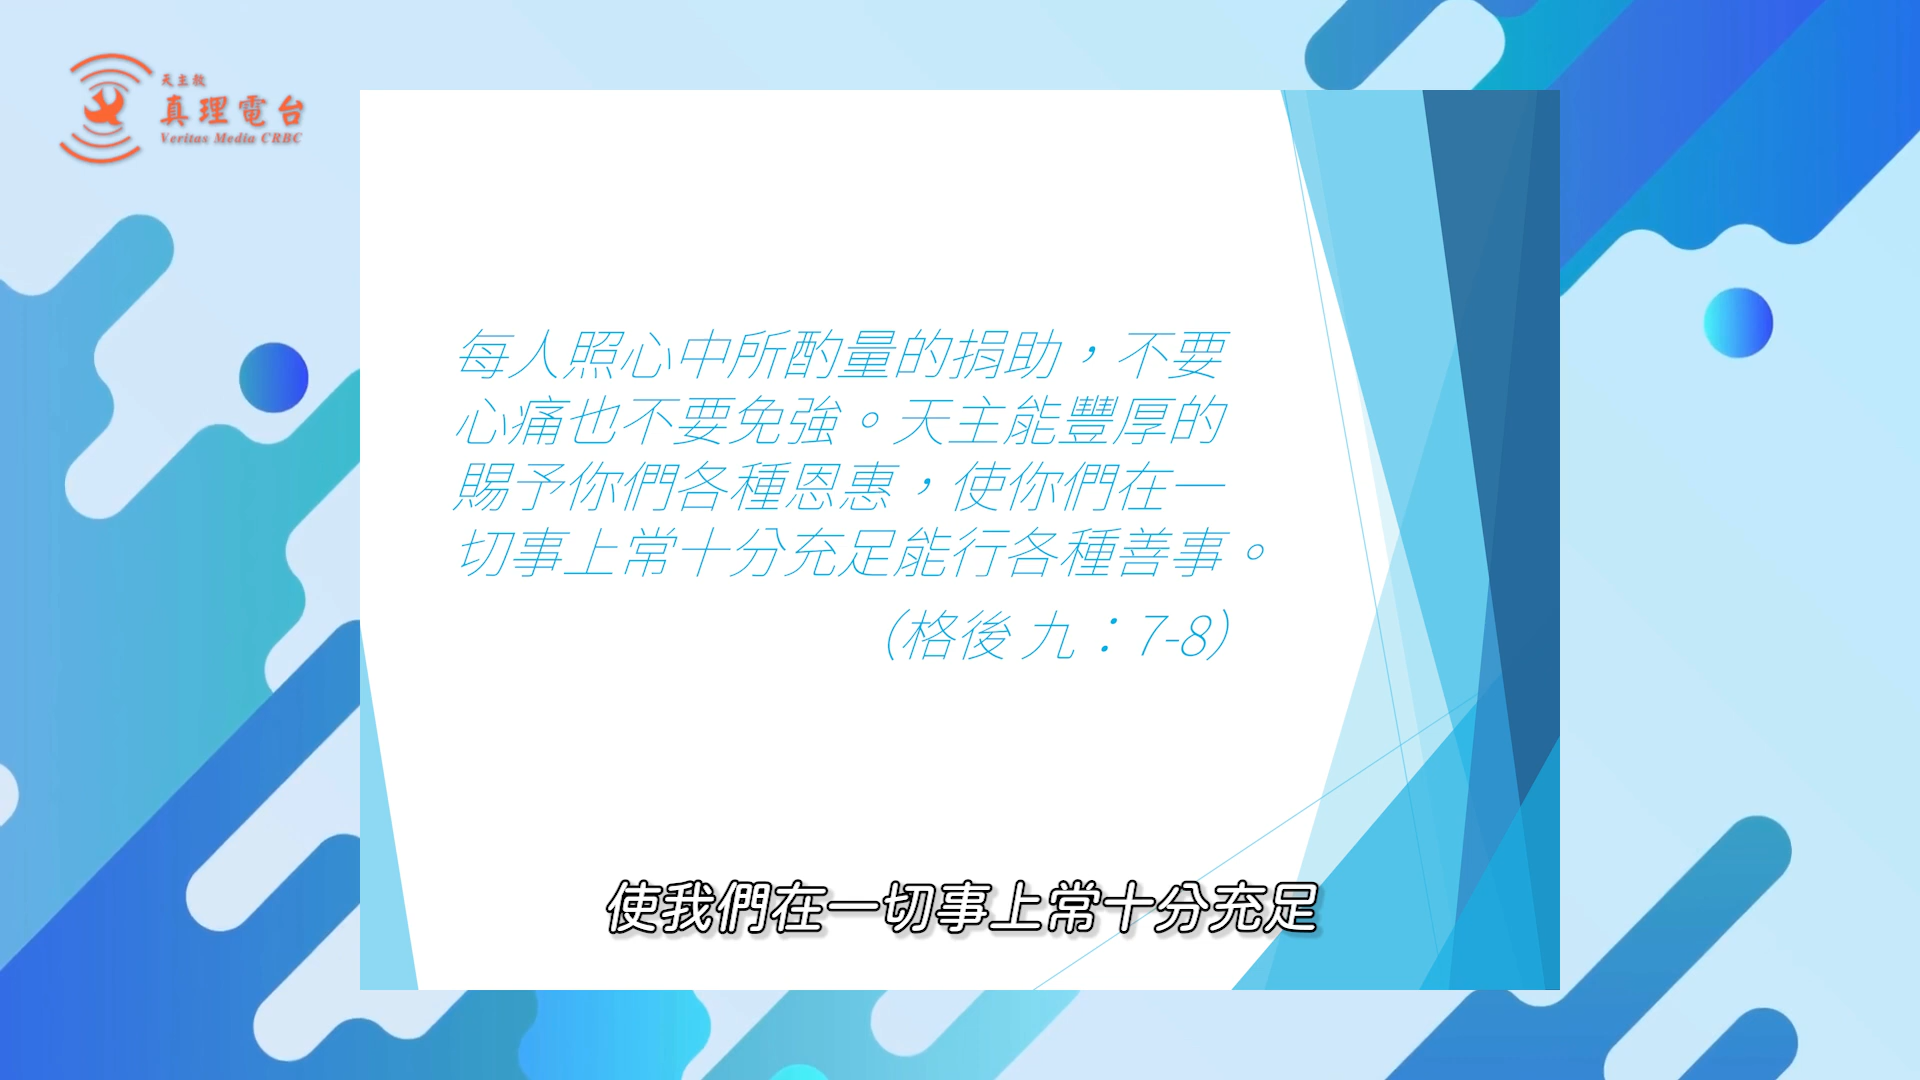 天主教
真理電台
Veritas Media CRBC
每人照心中所酌量的捐助，不要
心痛也不要免強。天主能豐厚的
賜予你們各種恩惠，使你們在一
切事上常十分充足能行各種善事。
（格後 九：7-8）
使我們在一切事上常十分充足